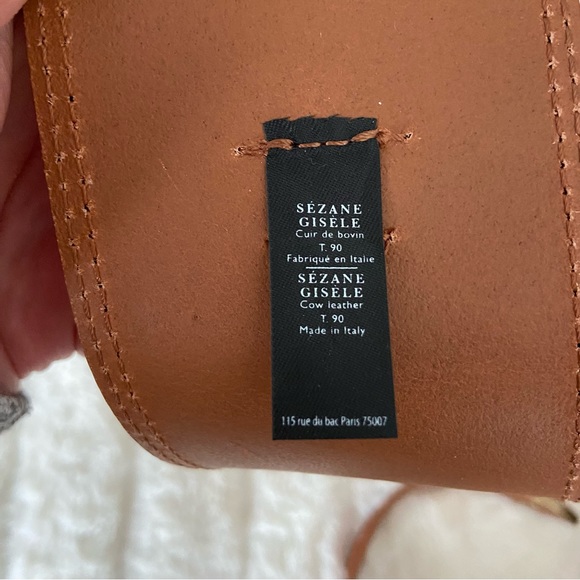 SÉZANE
GISÈLE
Cuir de bovin
T. 90
Fabriqué en Italie
SÉZANE
GISÈLE
Cow leather
T. 90
Made in Italy
115 rue du bac Paris 75007